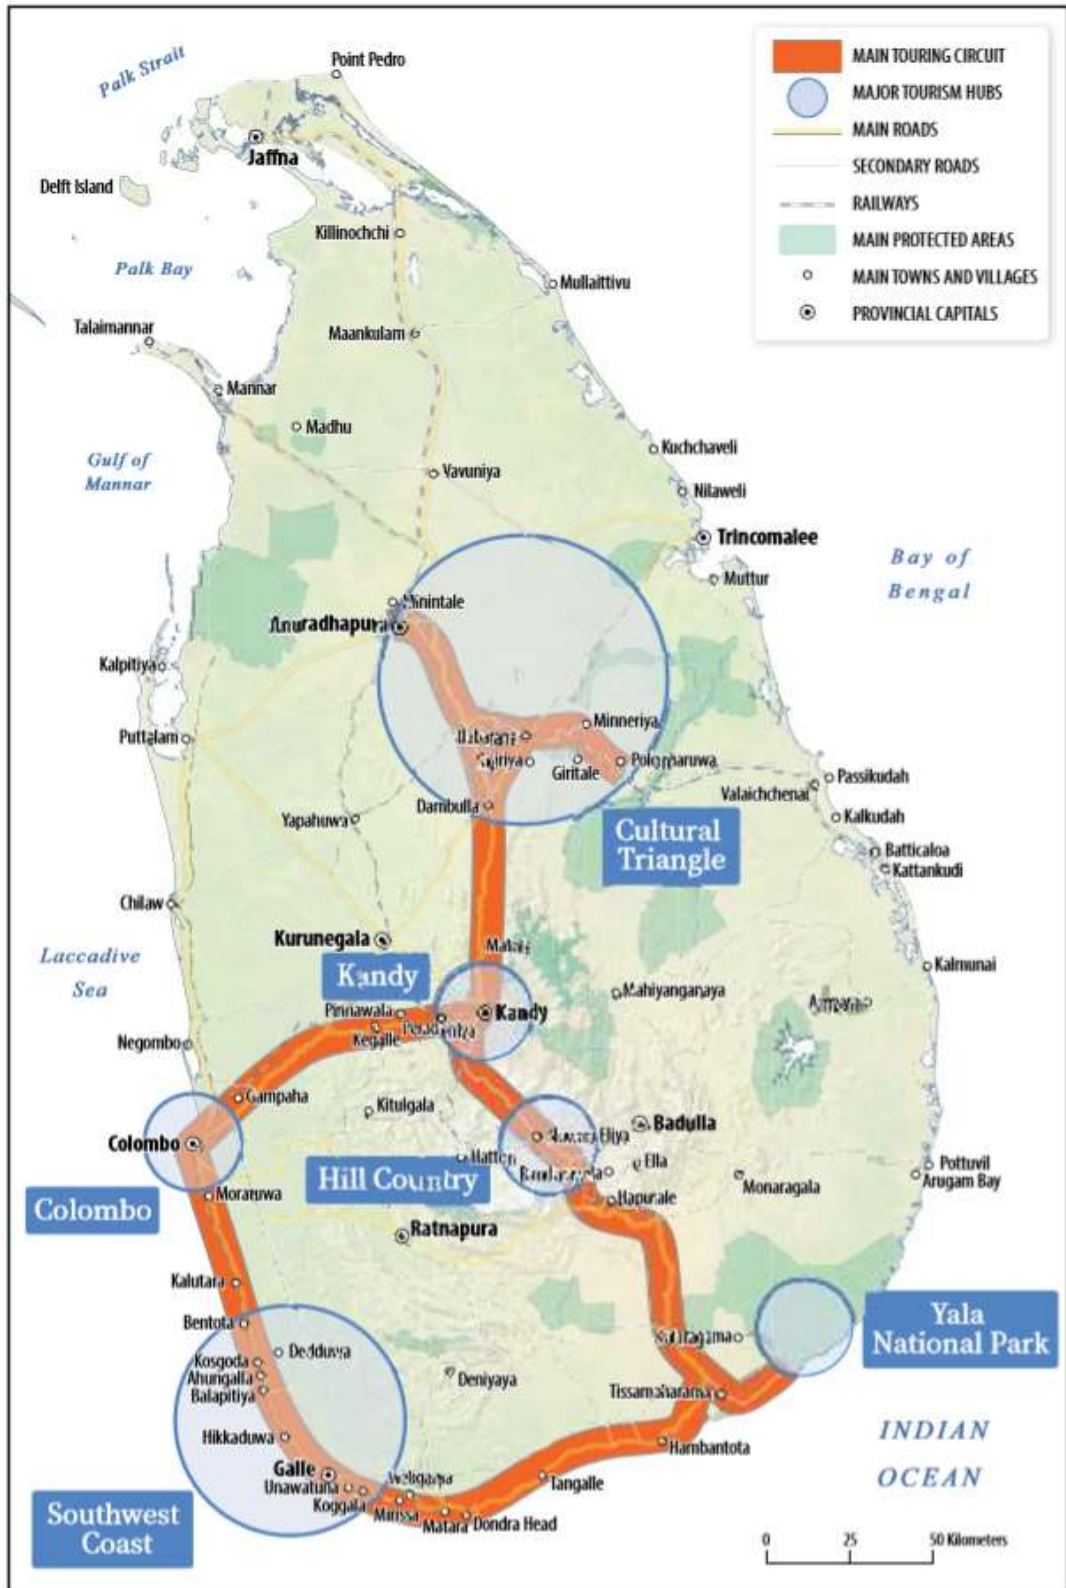 MAIN TOURING CIRCUIT
MAJOR TOURISM HUBS
MAIN ROADS
SECONDARY ROADS
RAILWAYS
MAIN PROTECTED AREAS
MAIN TOWNS AND VILLAGES
PROVINCIAL CAPITALS
Palk Strait
Point Pedro
Jaffna
Delft Island
Killinochchi
Palk Bay
Mullaittivu
Talaimannar
Maankulam
Mannar
Madhu
Kuchchaveli
Gulf of
Mannar
Vavuniya
Nilaweli
Trincomalee
Bay of
Bengal
Muttur
Minintale
Anuradhapura
Kalpitiya
Minneriya
Puttalam
Giritale
Polonnaruwa
Passikudah
Valaichchenai
Dambulla
Kalkudah
Yapahuwa
Cultural
Triangle
Batticaloa
Kattankudi
Chilaw
Kurunegala
Laccadive
Sea
Kandy
Kalmunai
Mahiyanganaya
Pinnawala
Kandy
Kegalle
Negombo
Gampaha
Kitulgala
Colombo
Badulla
Hatton
Ella
Hill Country
Pottuvil
Arugam Bay
Monaragala
Colombo
Moratuwa
Hapurale
Ratnapura
Kalutara
Bentota
Yala
National Park
Dedduwa
Kosgoda
Ahungalla
Balapitiya
Deniyaya
Tissamaharama
Hikkaduwa
Hambantota
INDIAN
OCEAN
Galle
Unawatuna
Koggala
Weligama
Tangalle
Mirissa
Matara
Dondra Head
Southwest
Coast
0 25 50 Kilometers